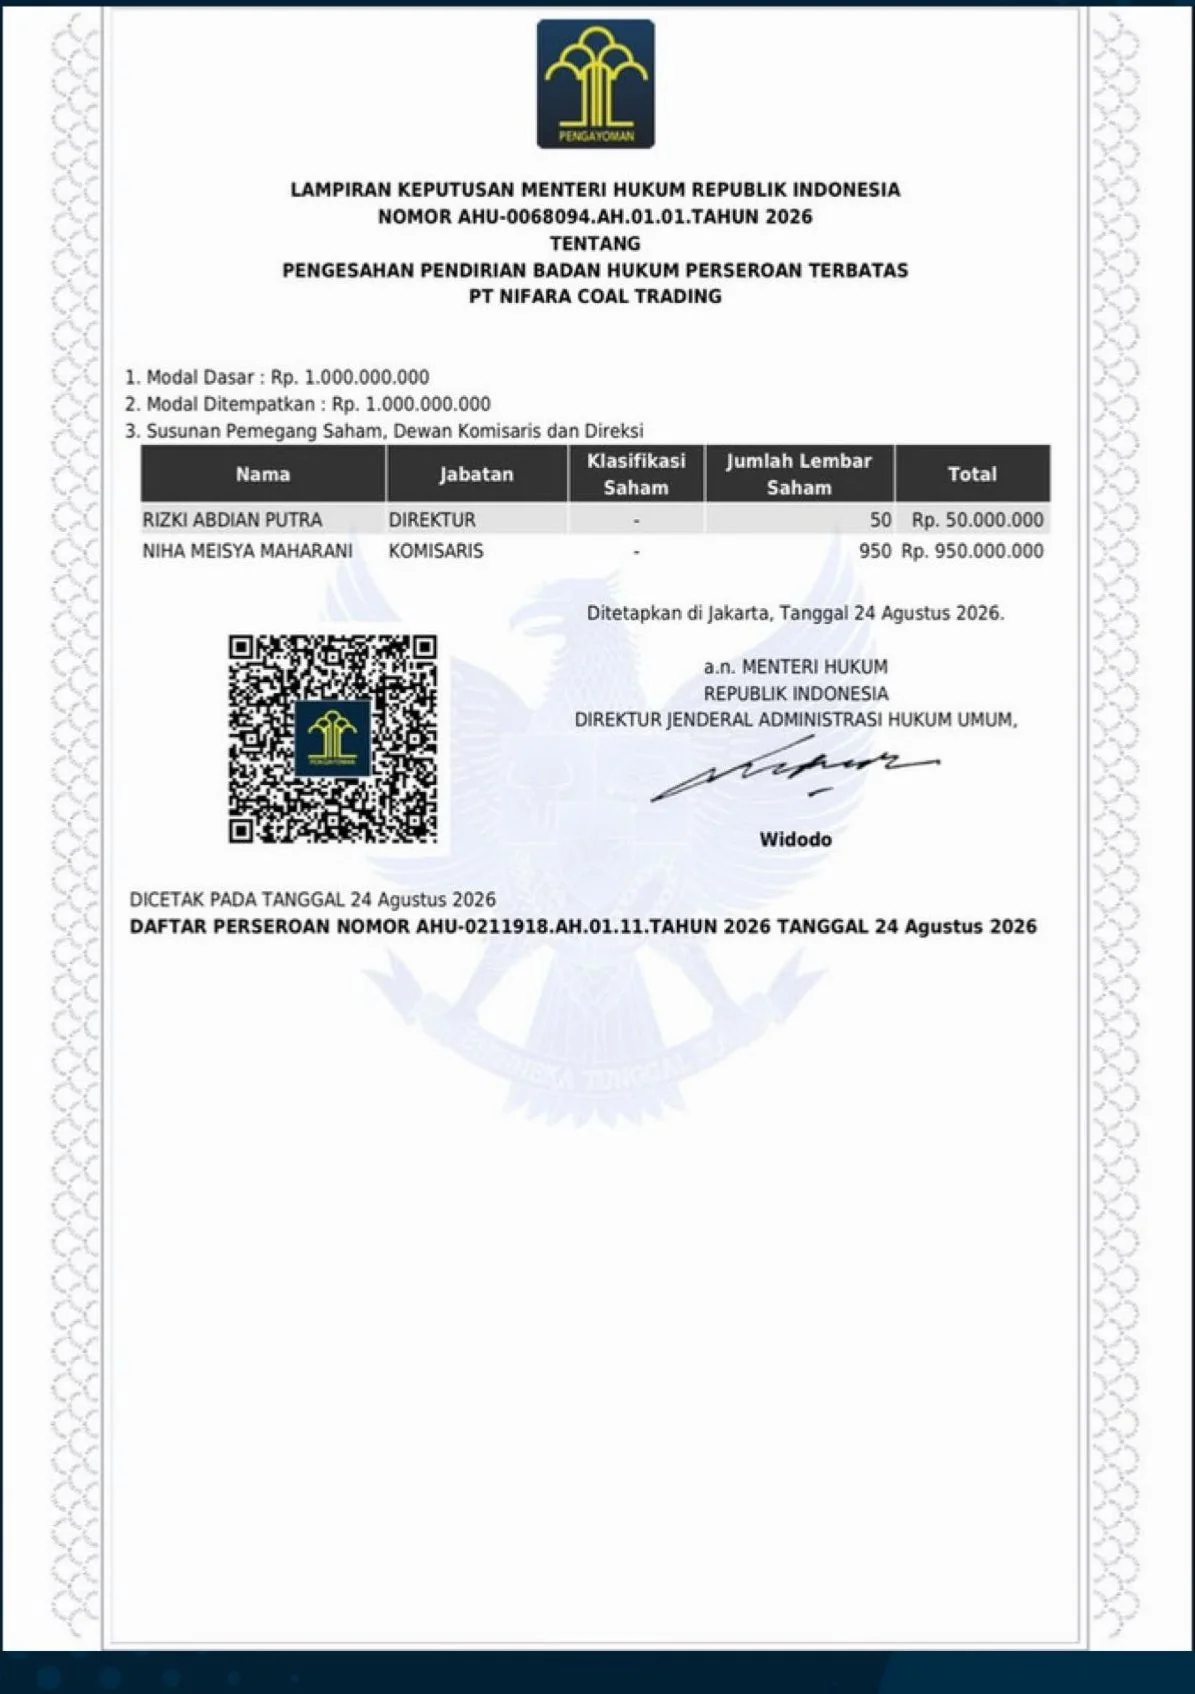 PENGAYOMAN
LAMPIRAN KEPUTUSAN MENTERI HUKUM REPUBLIK INDONESIA
NOMOR AHU-0068094.AH.01.01.TAHUN 2026
TENTANG
PENGESAHAN PENDIRIAN BADAN HUKUM PERSEROAN TERBATAS
PT NIFARA COAL TRADING
1. Modal Dasar : Rp. 1.000.000.000
2. Modal Ditempatkan : Rp. 1.000.000.000
3. Susunan Pemegang Saham, Dewan Komisaris dan Direksi
Nama Jabatan Klasifikasi Saham Jumlah Lembar Saham Total
RIZKI ABDIAN PUTRA DIREKTUR - 50 Rp. 50.000.000
NIHA MEISYA MAHARANI KOMISARIS - 950 Rp. 950.000.000
Ditetapkan di Jakarta, Tanggal 24 Agustus 2026.
a.n. MENTERI HUKUM
REPUBLIK INDONESIA
DIREKTUR JENDERAL ADMINISTRASI HUKUM UMUM,
PENGAYOMAN
Widodo
DICETAK PADA TANGGAL 24 Agustus 2026
DAFTAR PERSEROAN NOMOR AHU-0211918.AH.01.11.TAHUN 2026 TANGGAL 24 Agustus 2026
TUNGGAL